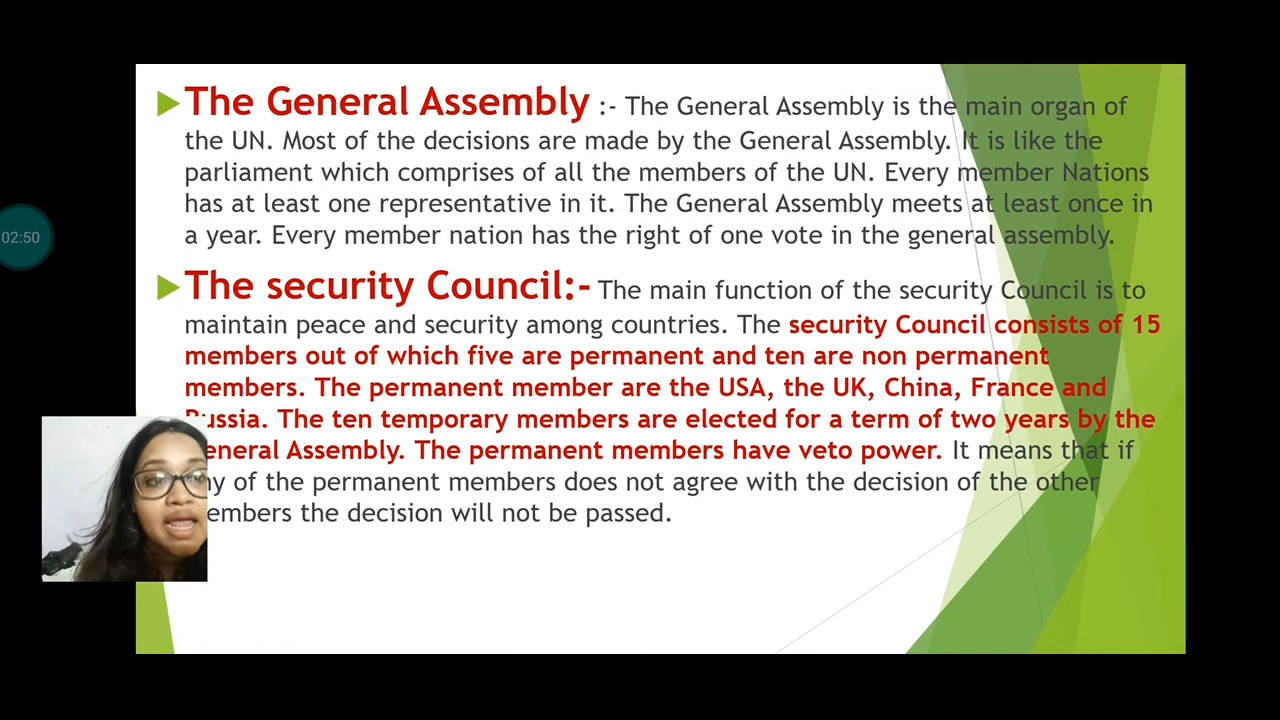 The General Assembly :- The General Assembly is the main organ of
the UN. Most of the decisions are made by the General Assembly. It is like the
parliament which comprises of all the members of the UN. Every member Nations
has at least one representative in it. The General Assembly meets at least once in
a year. Every member nation has the right of one vote in the general assembly.
The security Council:- The main function of the security Council is to
maintain peace and security among countries. The security Council consists of 15
members out of which five are permanent and ten are non permanent
members. The permanent member are the USA, the UK, China, France and
Russia. The ten temporary members are elected for a term of two years by the
General Assembly. The permanent members have veto power. It means that if
any of the permanent members does not agree with the decision of the other
members the decision will not be passed.
02:50